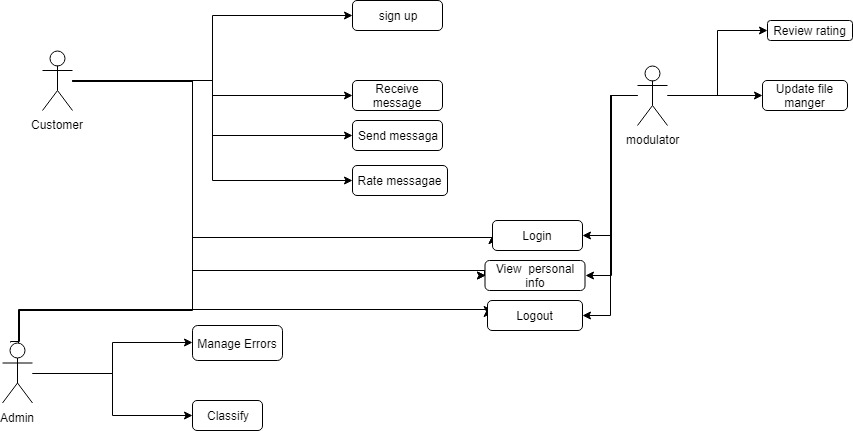 sign up
Review rating
Receive
message
Update file
manger
Customer
Send messaga
modulator
Rate messagae
Login
View personal
info
Logout
Manage Errors
Admin
Classify